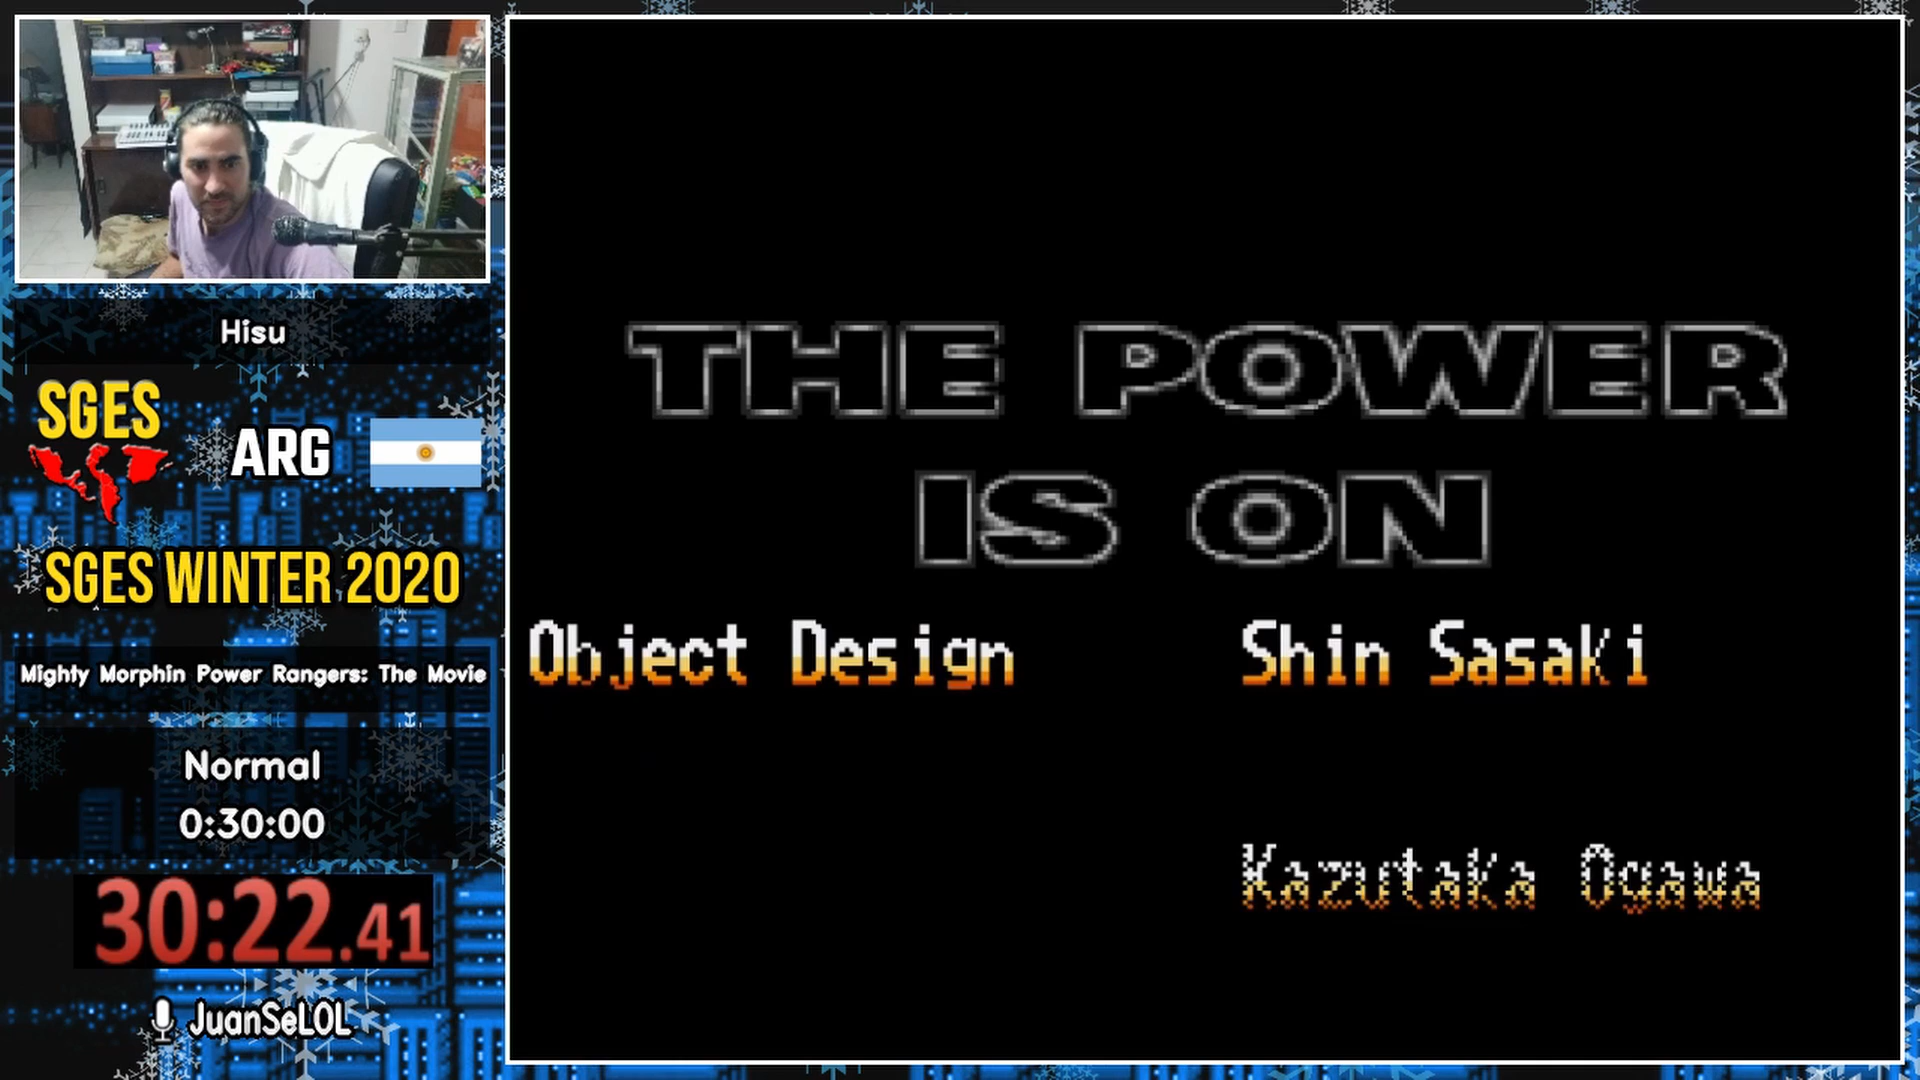 Hisu
SGES
ARG
SGES WINTER 2020
Mighty Morphin Power Rangers: The Movie
Normal
0:30:00
30:22.41
JuanSeLOL
THE POWER
IS ON
Object Design Shin Sasaki
Kazutaka Ogawa